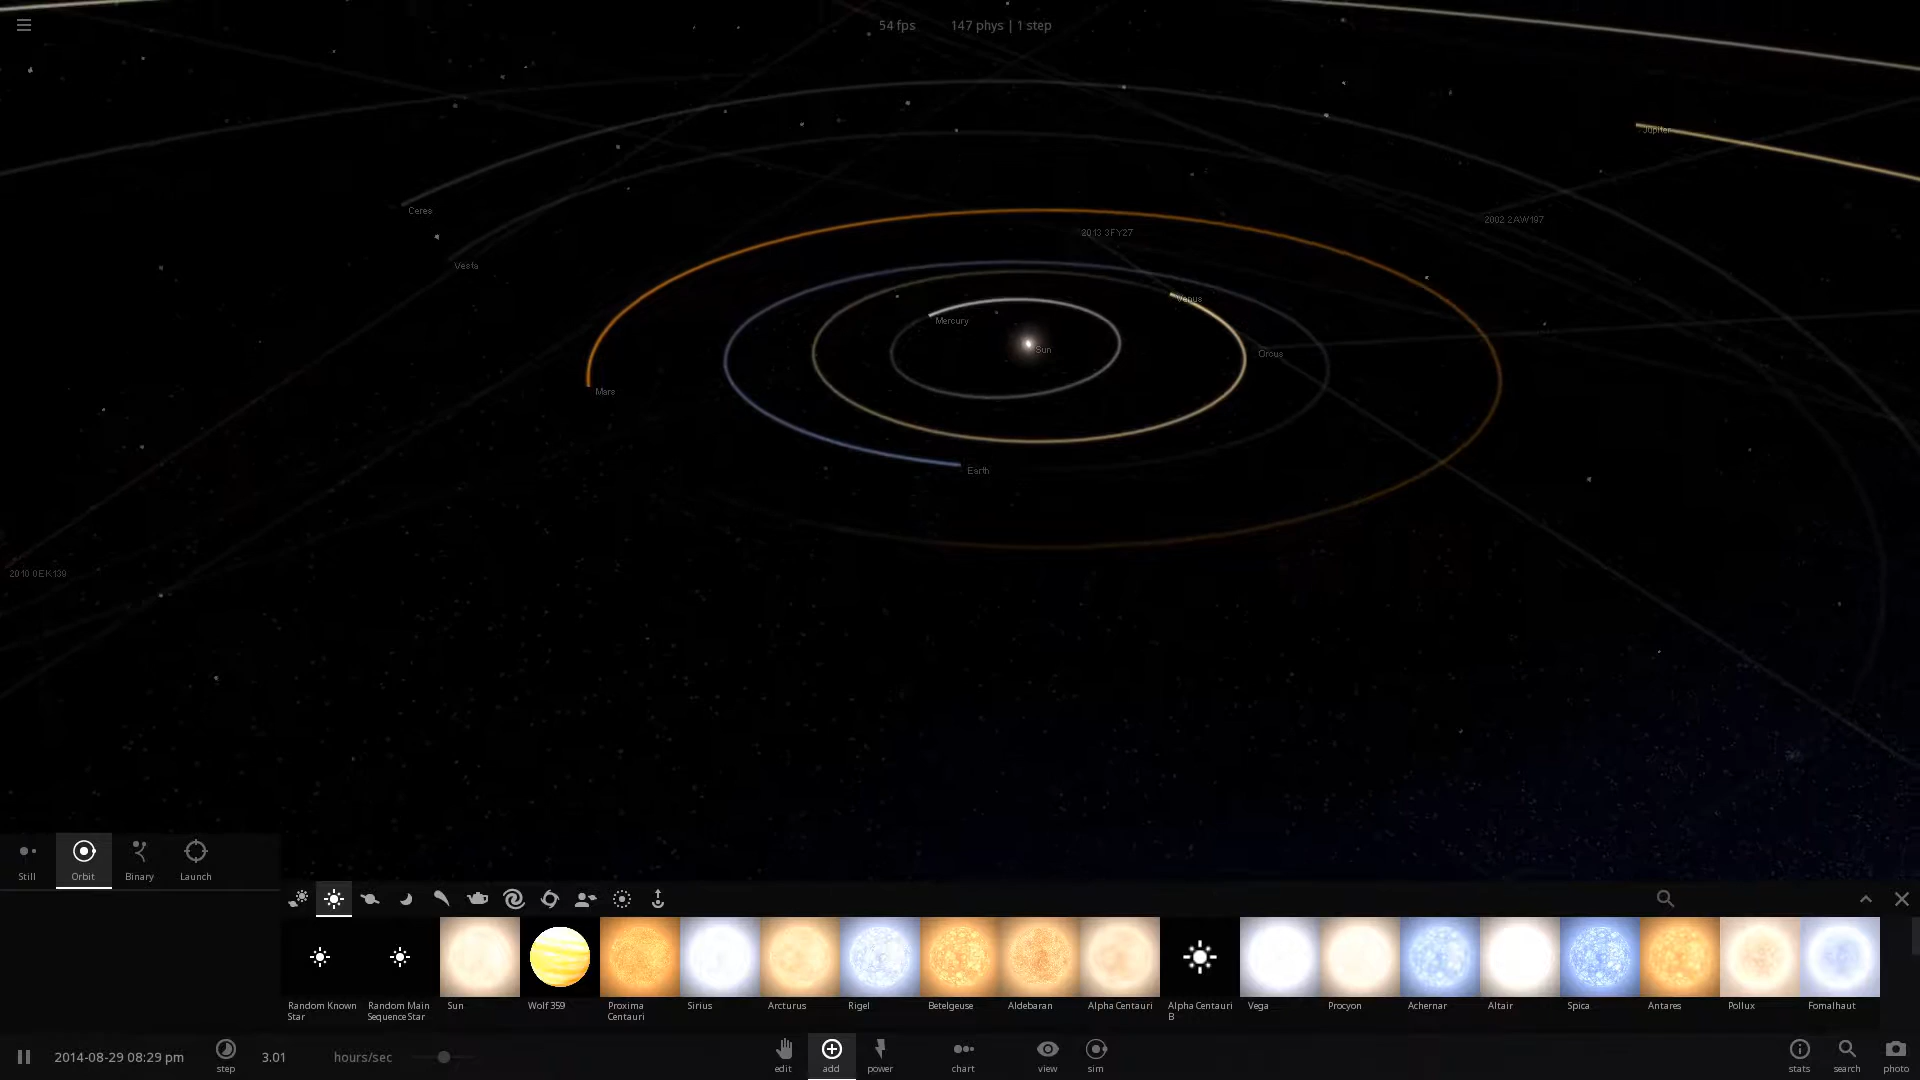 54 fps 147 phys | 1 step
Jupiter
Ceres
2002 2AW197
2013 3FY27
Vesta
Venus
Mercury
Sun
Orcus
Mars
Earth
2010 0EK139
Still Orbit Binary Launch
Random Known Star
Random Main Sequence Star
Sun
Wolf 359
Proxima Centauri
Sirius
Arcturus
Rigel
Betelgeuse
Aldebaran
Alpha Centauri
Alpha Centauri B
Vega
Procyon
Achernar
Altair
Spica
Antares
Pollux
Fomalhaut
2014-08-29 08:29 pm step 3.01 hours/sec edit add power chart view sim stats search photo